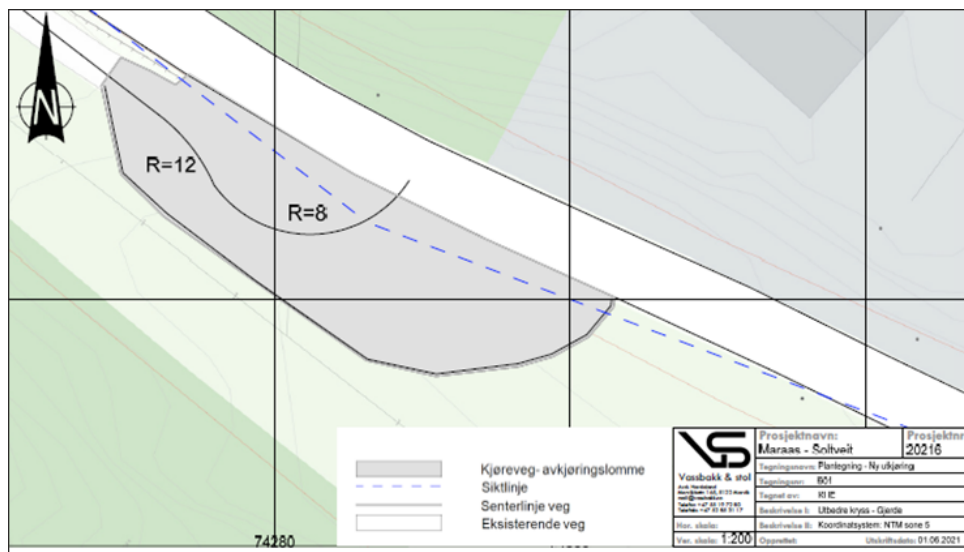 N
R=12
R=8
74280
Kjøreveg- avkjøringslomme
Siktlinje
Senterlinje veg
Eksisterende veg
VS
Vassbakk & stol
Prosjektnavn:
Maraas - Soltveit
Prosjektnr
20216
Tegningsnavn: Plantegning - Ny utkjøring
Tegningsnr:
Tegnet av:
Beskrivelse I: Utbedre kryss - Gjerde
Hor. skala:
Beskrivelse II: Koordinatsystem: NTM sone 5
Ver. skala: 1:200
Opprettet:
Utskriftsdato: 01.06.2021